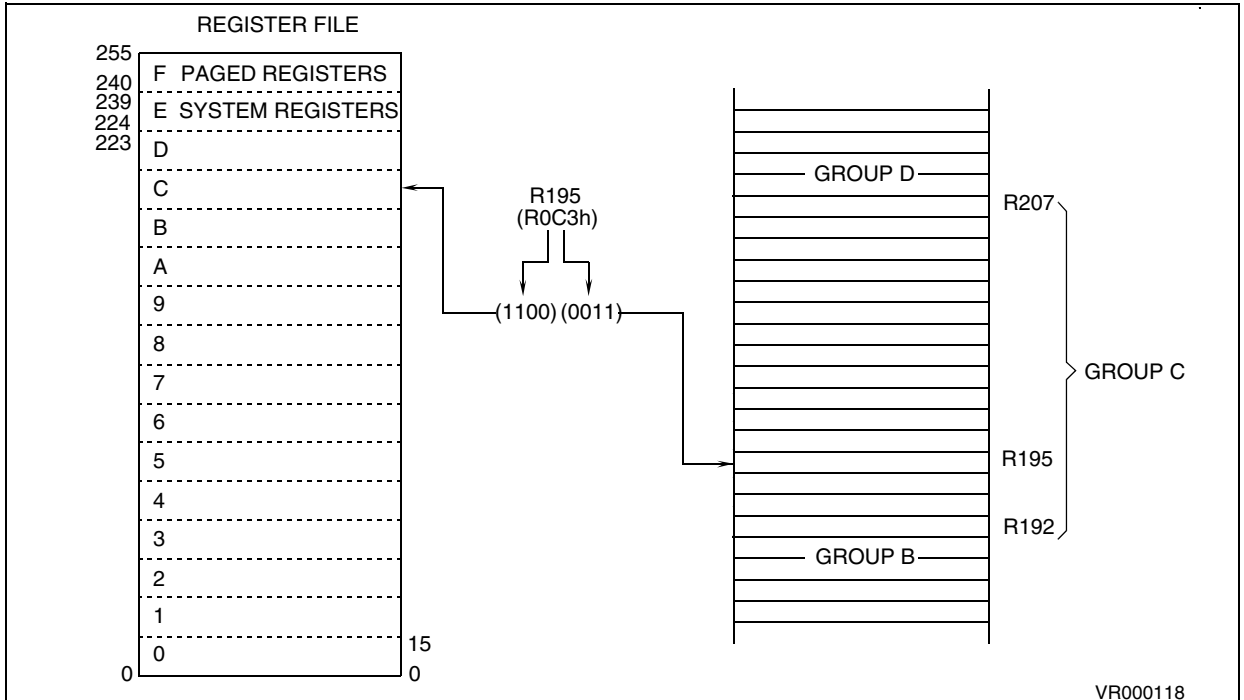 REGISTER FILE
255
240
239
224
223
F PAGED REGISTERS
E SYSTEM REGISTERS
D
C
B
A
9
8
7
6
5
4
3
2
1
0
15
0
0
R195
(R0C3h)
(1100) (0011)
GROUP D
R207
GROUP C
R195
R192
GROUP B
VR000118